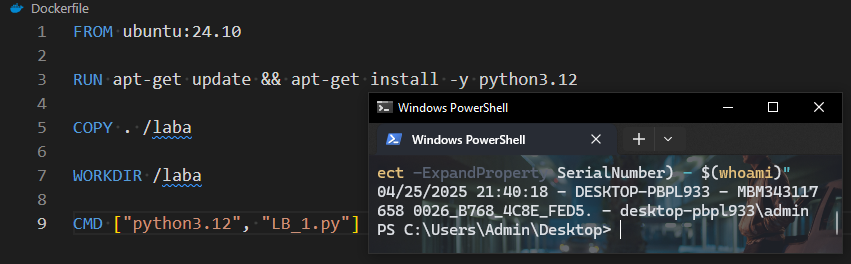 Dockerfile
1 FROM ubuntu:24.10
2
3 RUN apt-get update && apt-get install -y python3.12
4
5 COPY . /laba
6
7 WORKDIR /laba
8
9 CMD ["python3.12", "LB_1.py"]
Windows PowerShell
Windows PowerShell
ect -ExpandProperty SerialNumber) - $(whoami)"
04/25/2025 21:40:18 - DESKTOP-PBPL933 - MBM343117
658 0026_B768_4C8E_FED5. - desktop-pbpl933\admin
PS C:\Users\Admin\Desktop>